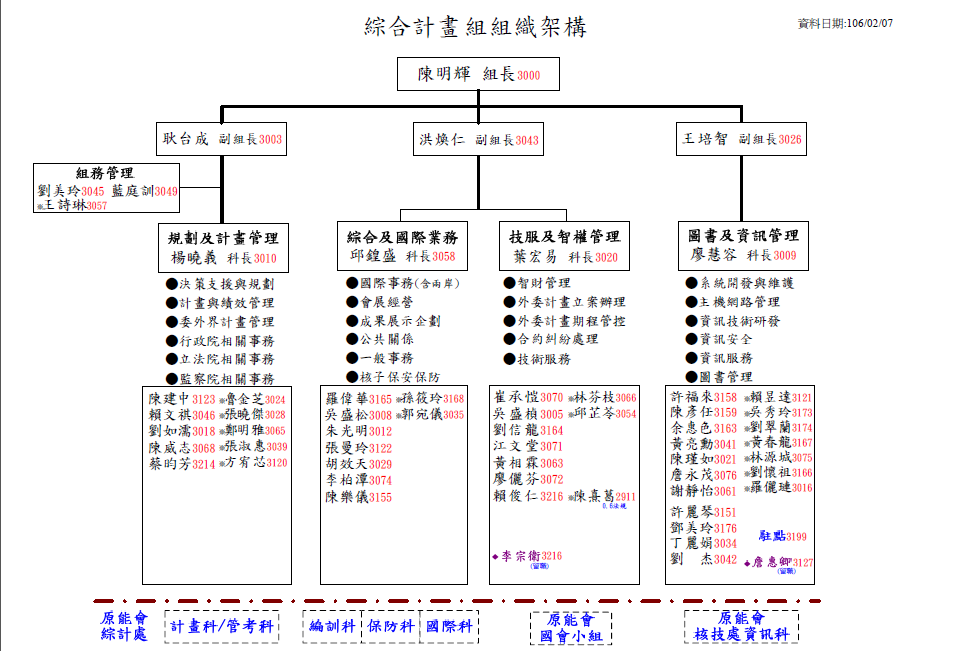 綜合計畫組組織架構
資料日期:106/02/07
陳明輝 組長3000
耿台成 副組長3003
洪煥仁 副組長3043
王培智 副組長3026
組務管理
劉美玲3045 藍庭訓3049
※王詩琳3057
規劃及計畫管理
楊曉義 科長3010
●決策支援與規劃
●計畫與績效管理
●委外界計畫管理
●行政院相關事務
●立法院相關事務
●監察院相關事務
陳建中3123 ※魯金芝3024
賴文祺3046 ※張曉傑3028
劉如濡3018 ※鄭明雅3065
陳威志3068 ※張淑惠3039
蔡昀芳3214 ※方宥芯3120
綜合及國際業務
邱鍠盛 科長3058
●國際事務(含兩岸)
●會展經營
●成果展示企劃
●公共關係
●一般事務
●核子保安保防
羅偉華3165 ※孫筱玲3168
吳盛松3008 ※郭宛儀3035
朱光明3012
張曼玲3122
胡效天3029
李柏潭3074
陳樂儀3155
技服及智權管理
葉宏易 科長3020
●智財管理
●外委計畫立案辦理
●外委計畫期程管控
●合約糾紛處理
●技術服務
崔承愷3070 ※林芬枝3066
吳盛楨3005 ※邱芷苓3054
劉信龍3164
江文堂3071
黃相霖3063
廖儷芬3072
賴俊仁3216 ※陳熹葛2911
0.6法規
◆李宗衛3216
(留職)
圖書及資訊管理
廖慧容 科長3009
●系統開發與維護
●主機網路管理
●資訊技術研發
●資訊安全
●資訊服務
●圖書管理
許福來3158 ※賴昱達3121
陳彥任3159 ※吳秀玲3173
余惠色3163 ※劉翠蘭3174
黃亮勳3041 ※黃春龍3167
陳瑾如3021 ※林源城3075
詹永茂3076 ※劉懷祖3166
謝靜怡3061 ※羅儷璉3016
許麗琴3151
鄧美玲3176 駐點3199
丁麗娟3034
劉 杰3042 ◆詹惠卿3127
(留職)
原能會
綜計處
計畫科/管考科
編訓科 保防科 國際科
原能會
國會小組
原能會
核技處資訊科